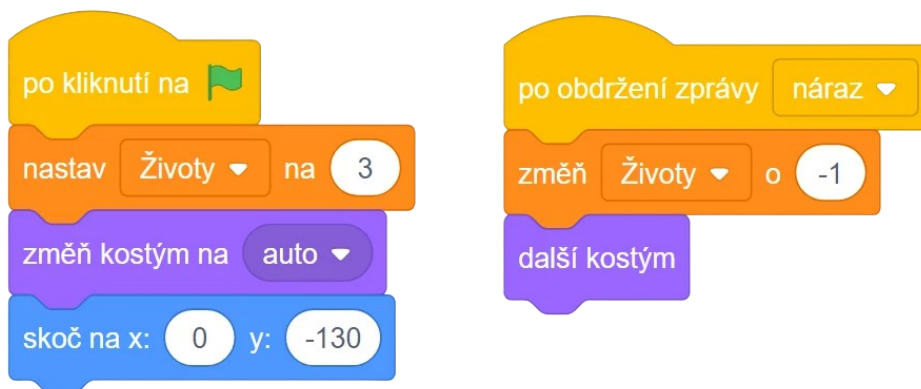 po kliknutí na
nastav Životy na 3
změň kostým na auto
skoč na x: 0 y: -130
po obdržení zprávy náraz
změň Životy o -1
další kostým